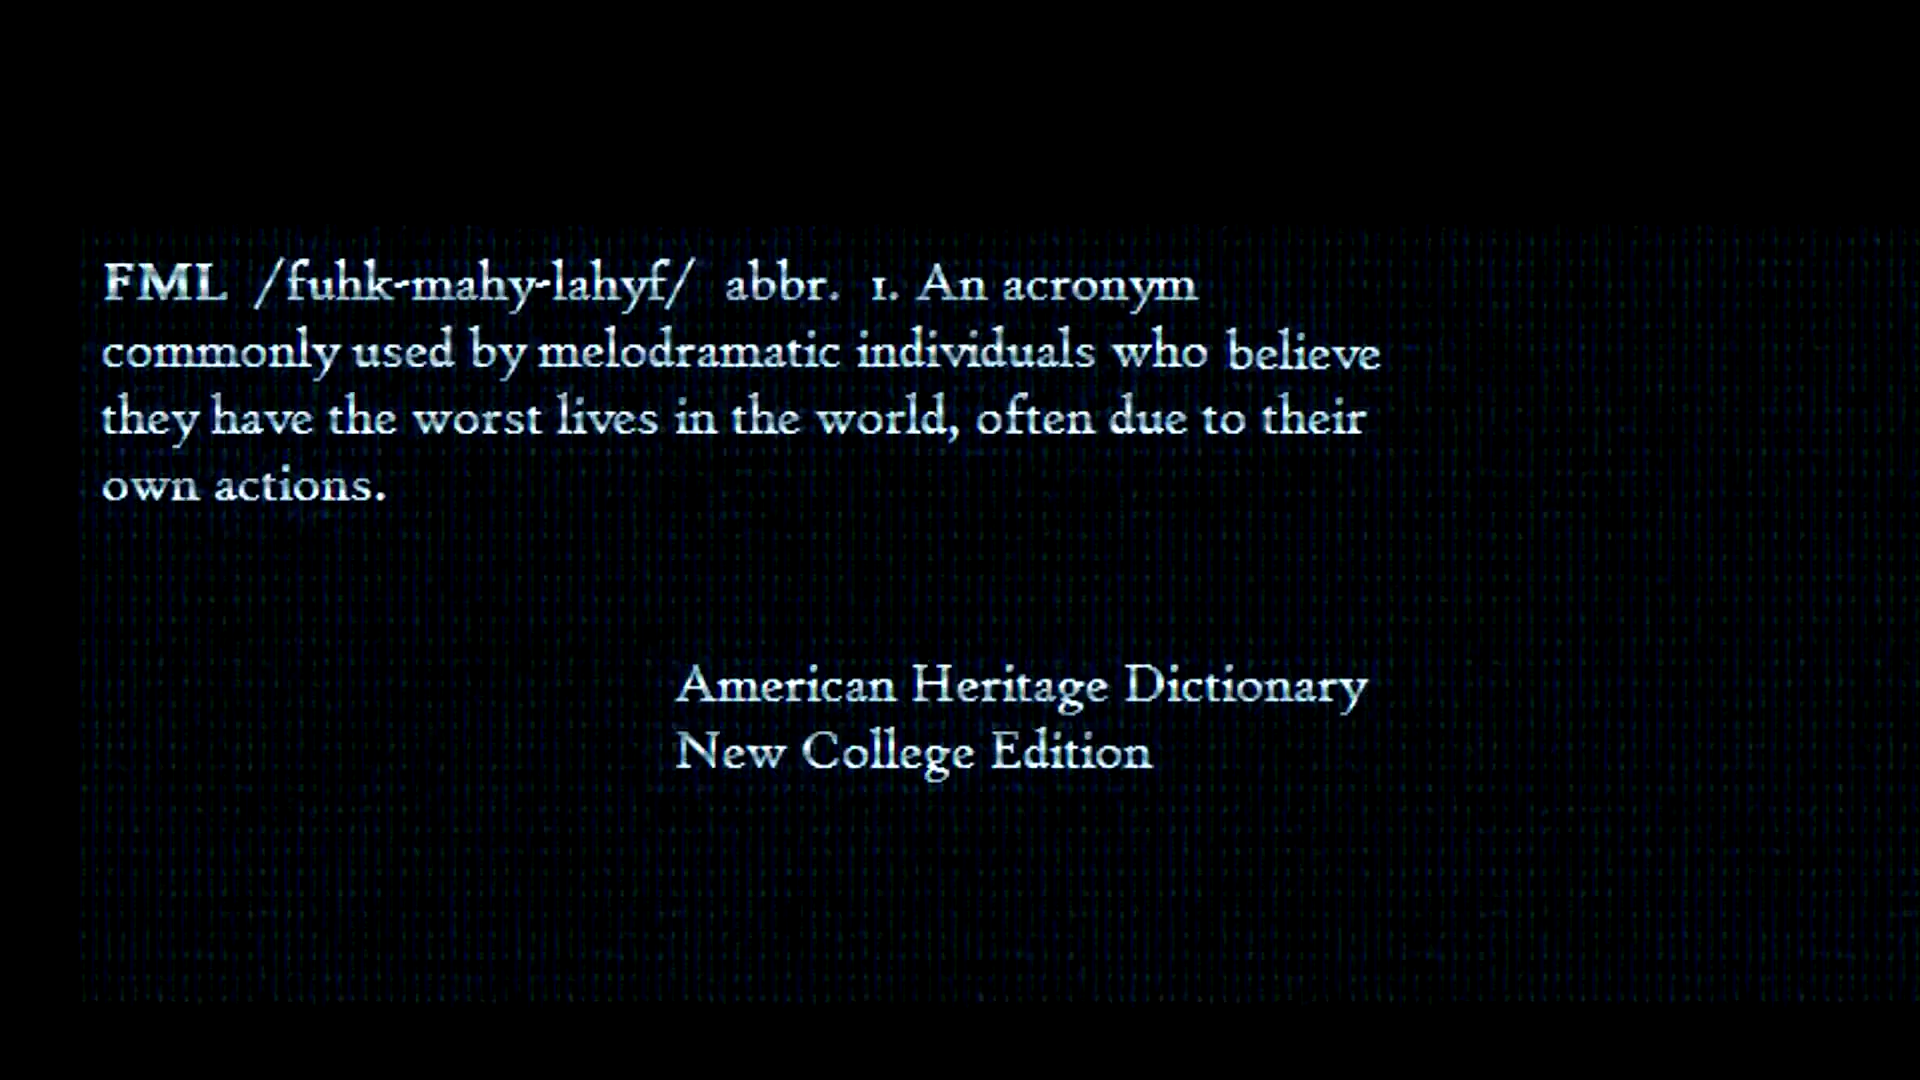 FML /fuhk-mahy-lahyf/ abbr. 1. An acronym
commonly used by melodramatic individuals who believe
they have the worst lives in the world, often due to their
own actions.
American Heritage Dictionary
New College Edition